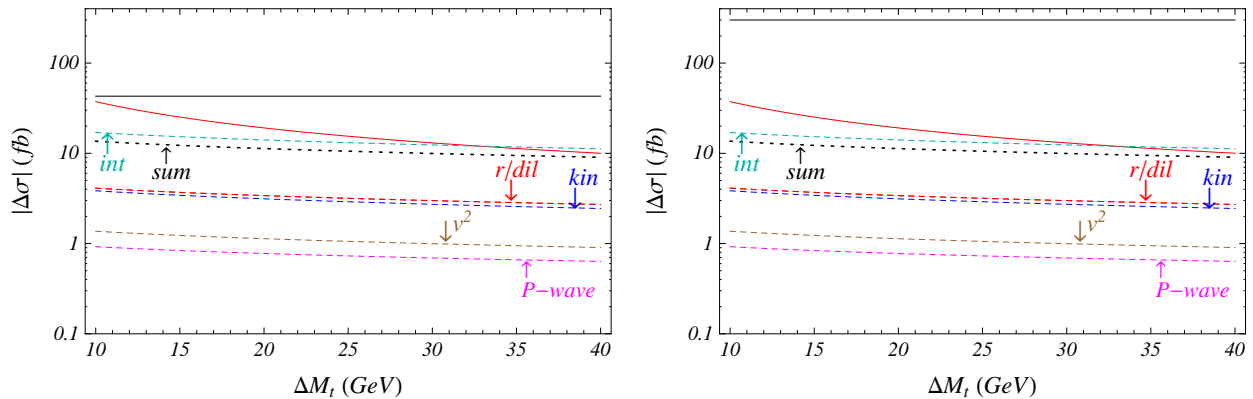 100
10
1
0.1
|Δσ| (fb)
int
sum
r/dil
kin
v²
P−wave
10 15 20 25 30 35 40
ΔMₜ (GeV)
100
10
1
0.1
|Δσ| (fb)
int
sum
r/dil
kin
v²
P−wave
10 15 20 25 30 35 40
ΔMₜ (GeV)